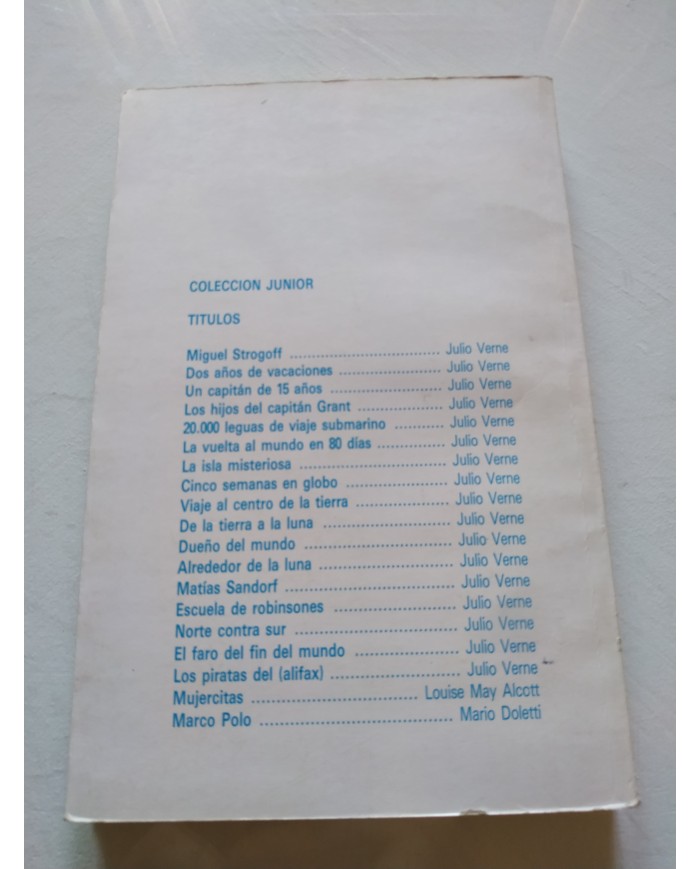 COLECCION JUNIOR
TITULOS
Miguel Strogoff ........................................ Julio Verne
Dos años de vacaciones ........................... Julio Verne
Un capitán de 15 años .............................. Julio Verne
Los hijos del capitán Grant ....................... Julio Verne
20.000 leguas de viaje submarino ............. Julio Verne
La vuelta al mundo en 80 días .................. Julio Verne
La isla misteriosa ....................................... Julio Verne
Cinco semanas en globo ........................... Julio Verne
Viaje al centro de la tierra ........................ Julio Verne
De la tierra a la luna ................................. Julio Verne
Dueño del mundo ...................................... Julio Verne
Alrededor de la luna ................................... Julio Verne
Matías Sandorf ........................................... Julio Verne
Escuela de robinsones ............................... Julio Verne
Norte contra sur ......................................... Julio Verne
El faro del fin del mundo .......................... Julio Verne
Los piratas del (alifax) ................................ Julio Verne
Mujercitas .......................................... Louise May Alcott
Marco Polo ................................................ Mario Doletti